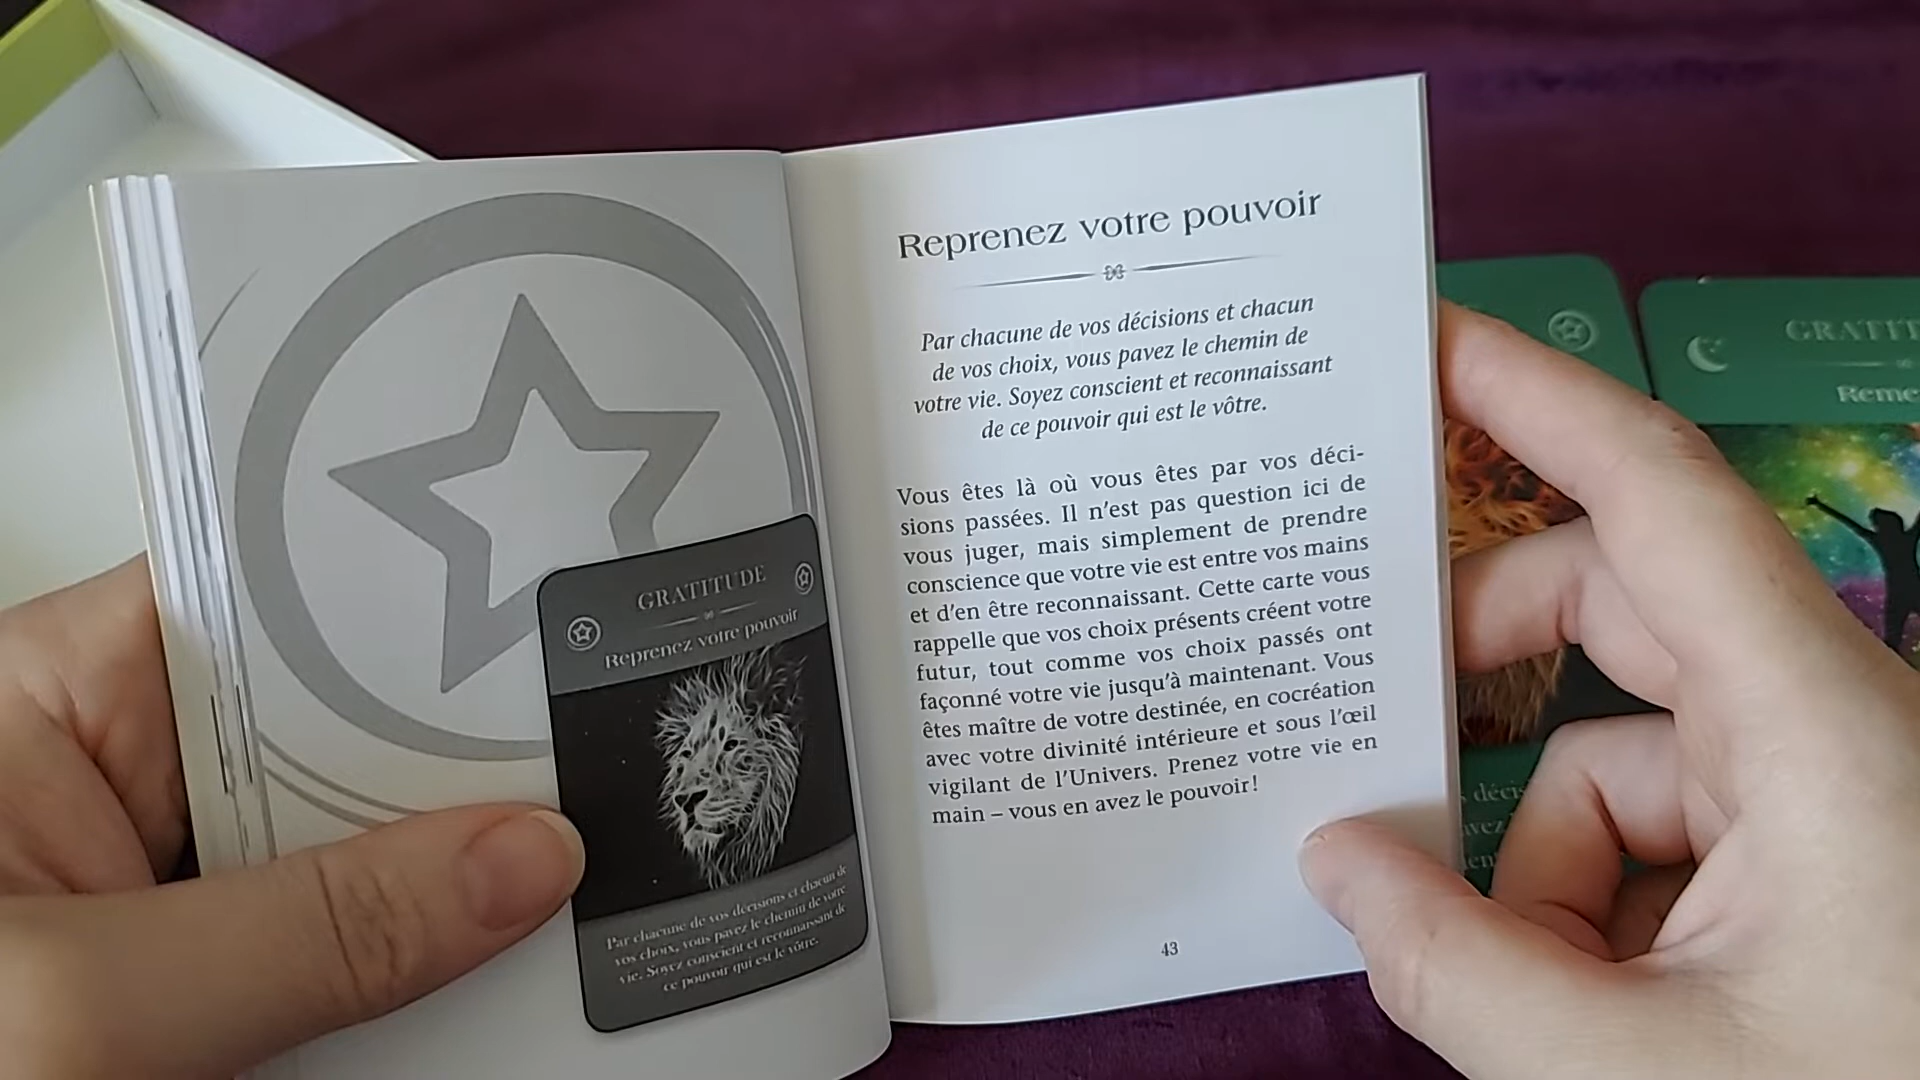 GRATITUDE
Reprenez votre pouvoir
Par chacune de vos décisions et chacun de
vos choix, vous pavez le chemin de votre
vie. Soyez conscient et reconnaissant de
ce pouvoir qui est le vôtre.
Reprenez votre pouvoir
Par chacune de vos décisions et chacun
de vos choix, vous pavez le chemin de
votre vie. Soyez conscient et reconnaissant
de ce pouvoir qui est le vôtre.
Vous êtes là où vous êtes par vos déci-
sions passées. Il n'est pas question ici de
vous juger, mais simplement de prendre
conscience que votre vie est entre vos mains
et d'en être reconnaissant. Cette carte vous
rappelle que vos choix présents créent votre
futur, tout comme vos choix passés ont
façonné votre vie jusqu'à maintenant. Vous
êtes maître de votre destinée, en cocréation
avec votre divinité intérieure et sous l'œil
vigilant de l'Univers. Prenez votre vie en
main – vous en avez le pouvoir!
43
GRATIT
Reme